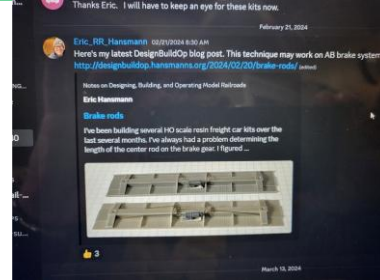 Thanks Eric. I will have to keep an eye for these kits now.
February 21, 2024
Eric_RR_Hansmann 02/21/2024 8:30 AM
Here's my latest DesignBuildOp blog post. This technique may work on AB brake system
http://designbuildop.hansmanns.org/2024/02/20/brake-rods/ (edited)
Notes on Designing, Building, and Operating Model Railroads
Eric Hansmann
Brake rods
I've been building several HO scale resin freight car kits over the
last several months. I've always had a problem determining the
length of the center rod on the brake gear. I figured ...
👍 3
March 13, 2024